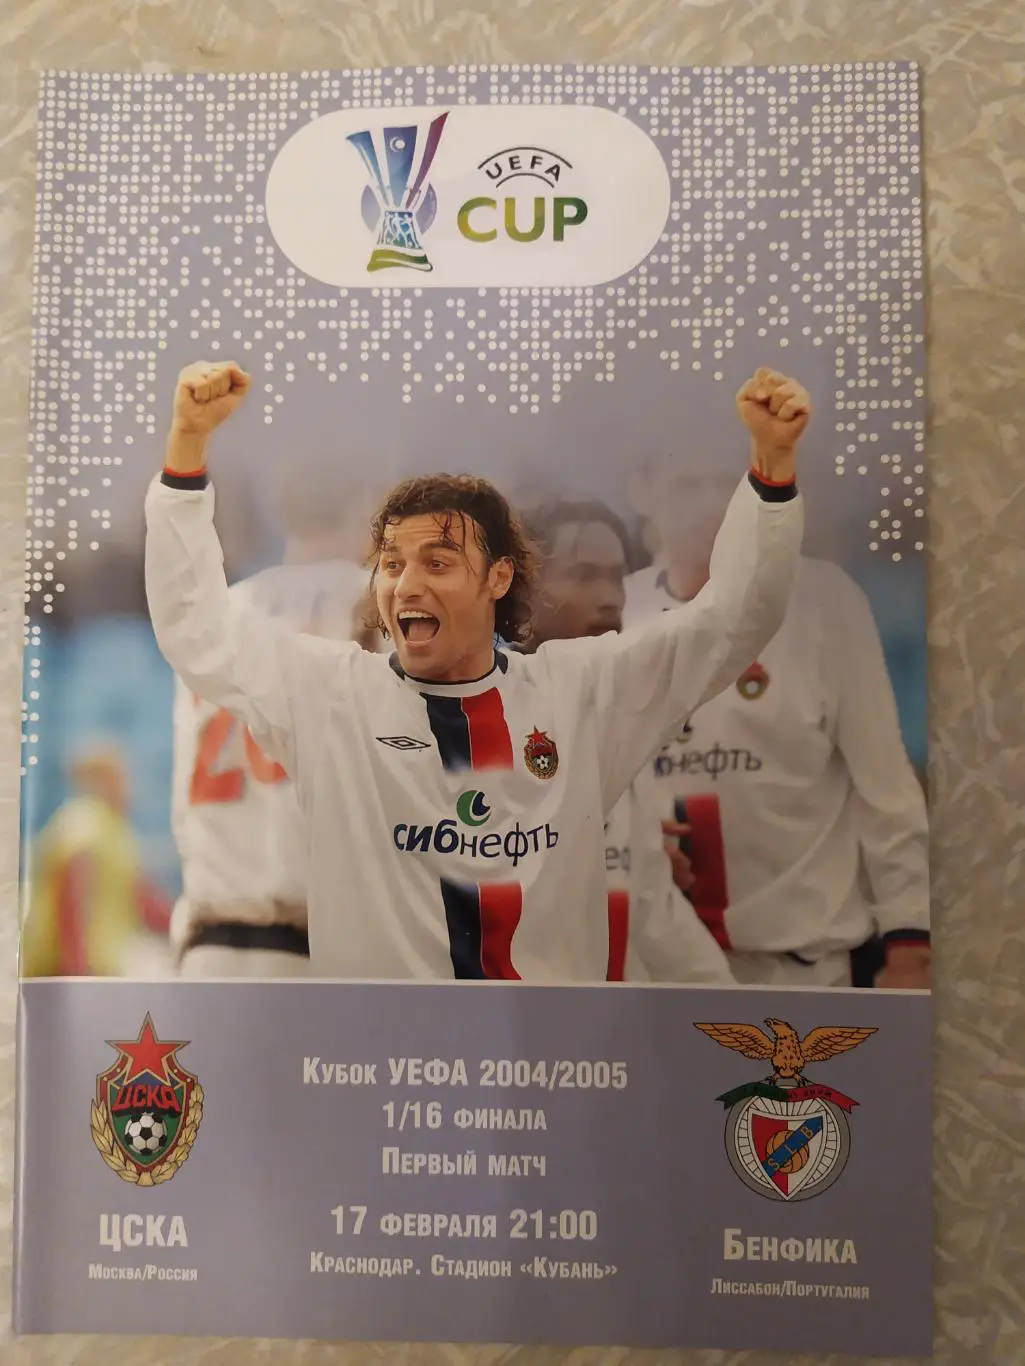 UEFA
CUP
СИБНЕФТЬ
ЦСКА
S.L.B
Кубок УЕФА 2004/2005
1/16 финала
Первый матч
17 февраля 21:00
Краснодар. Стадион «Кубань»
ЦСКА
Москва/Россия
Бенфика
Лиссабон/Португалия